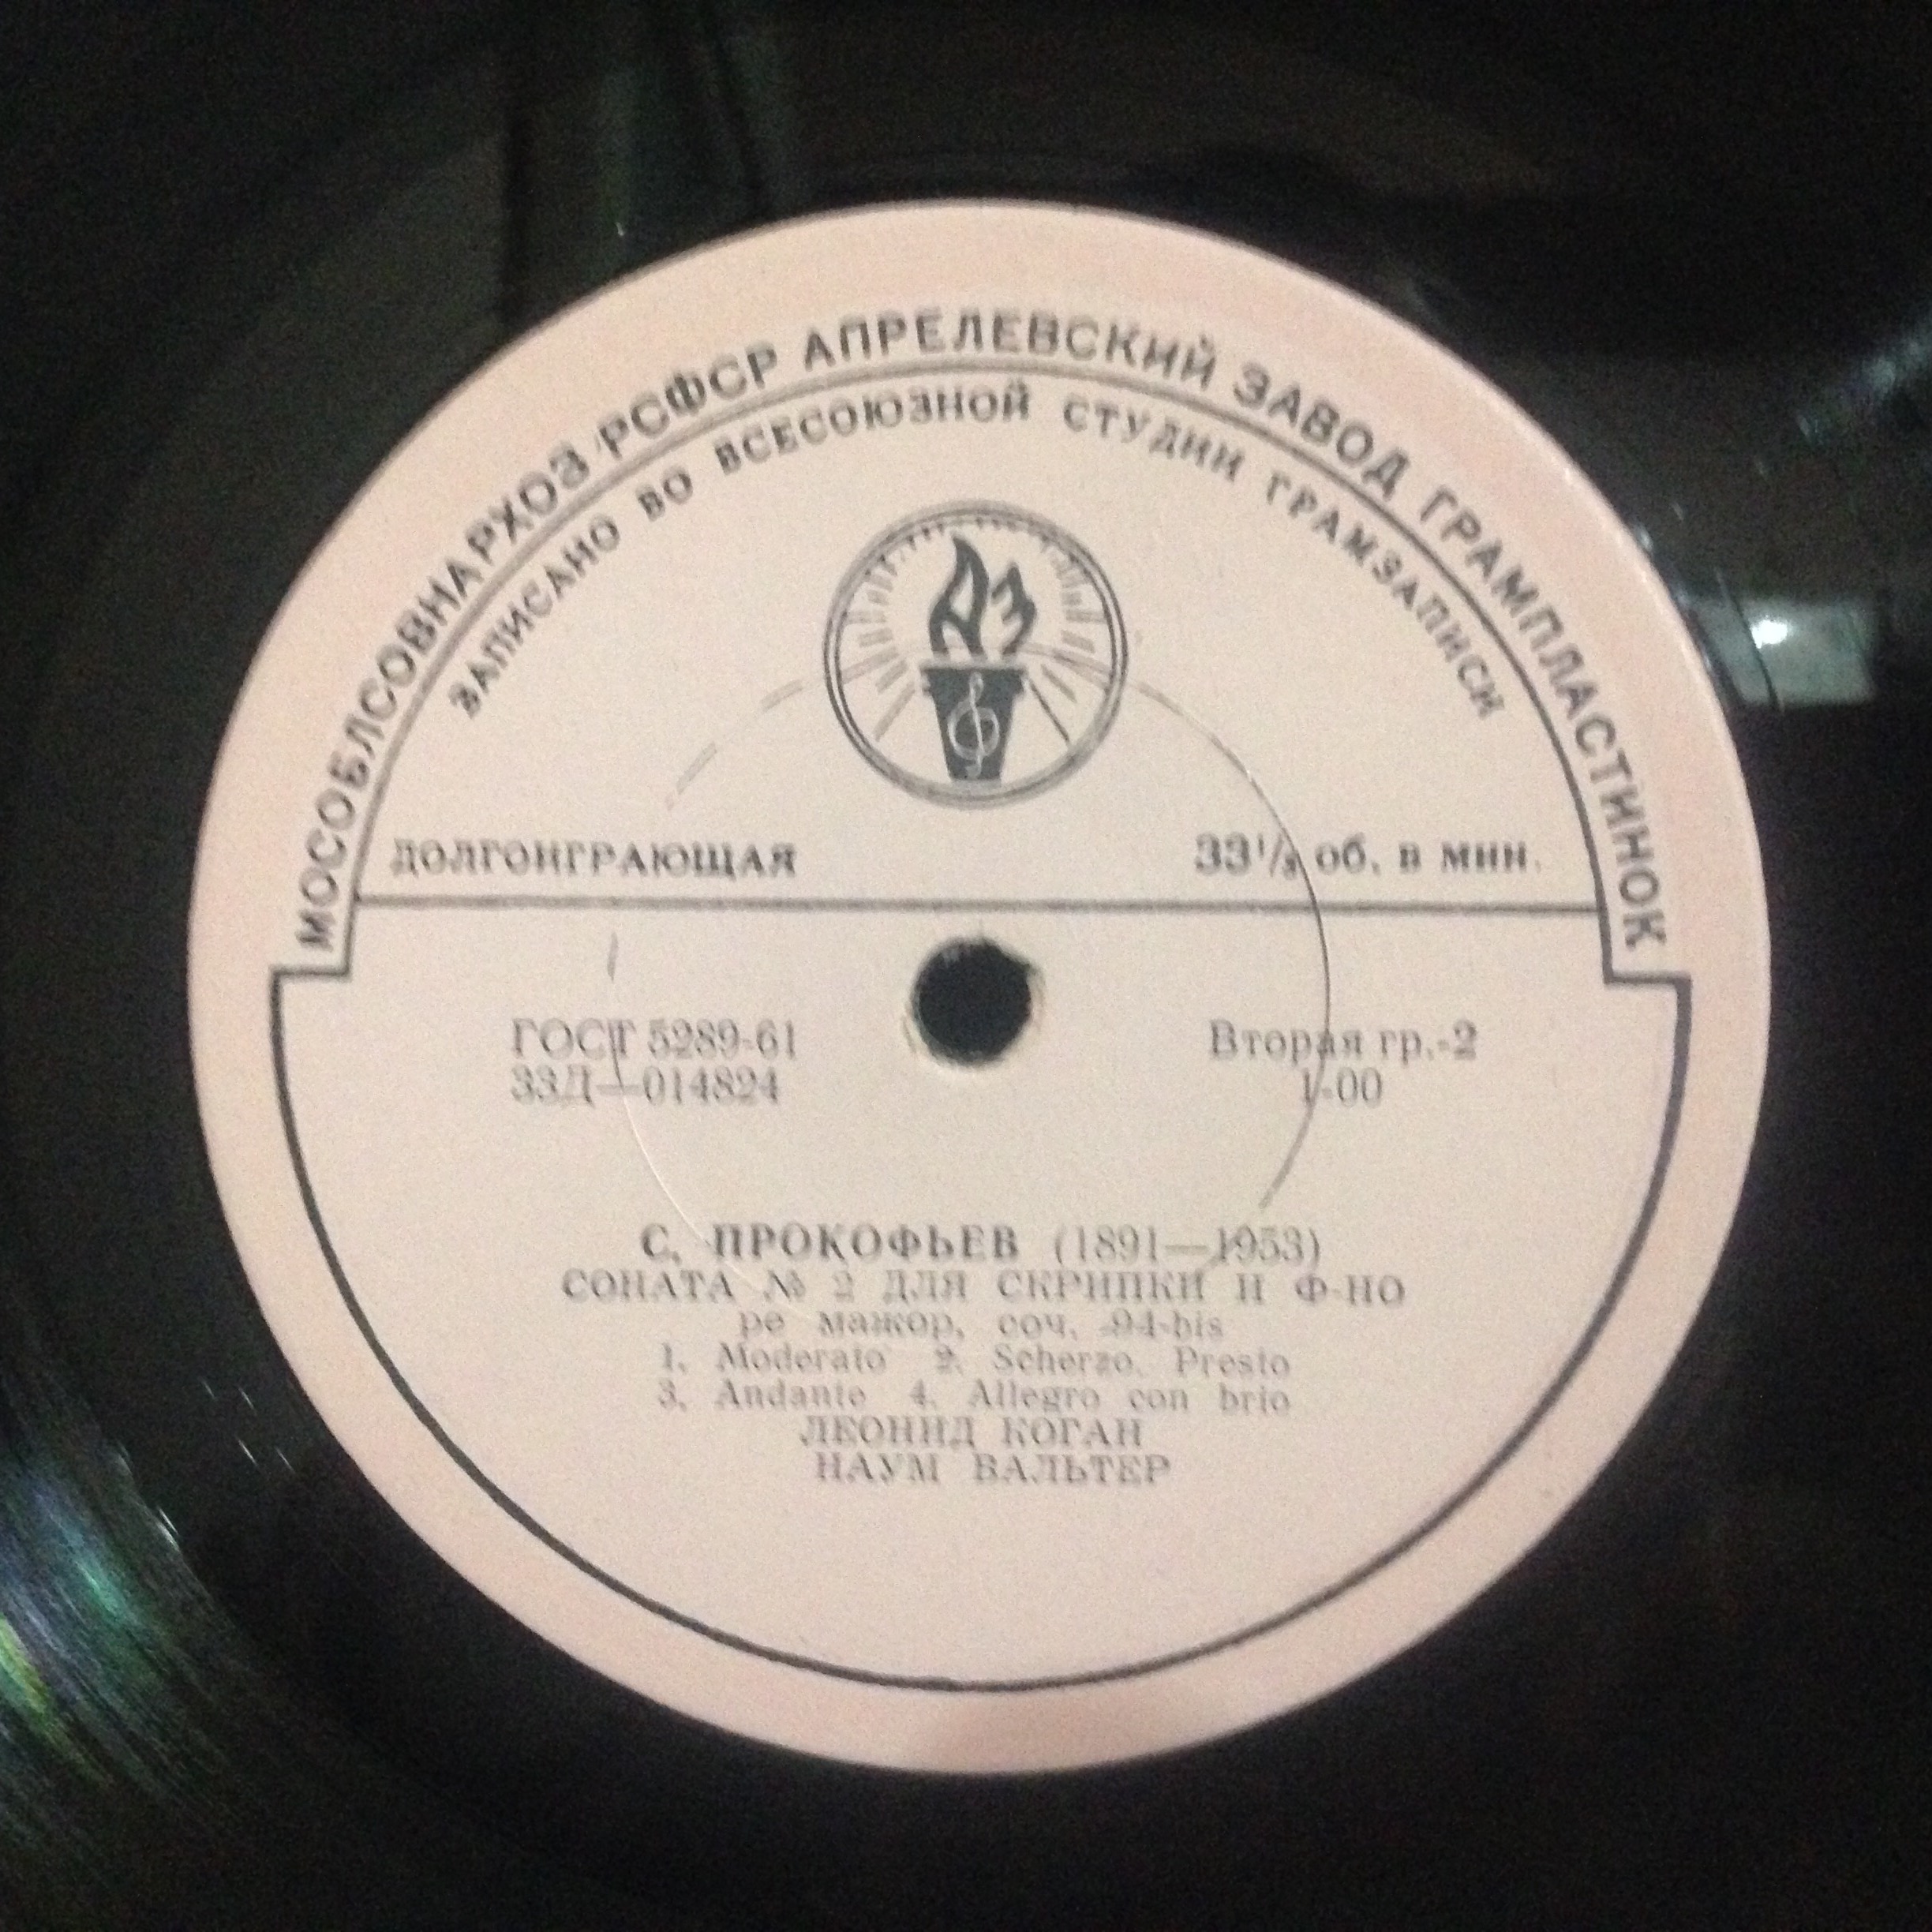 МОСОБЛСОВНАРХОЗ РСФСР АПРЕЛЕВСКИЙ ЗАВОД ГРАМПЛАСТИНОК
ЗАПИСАНО ВО ВСЕСОЮЗНОЙ СТУДИИ ГРАМЗАПИСИ
АЗ
ДОЛГОИГРАЮЩАЯ 33⅓ об. в мин.
ГОСТ 5289-61 Вторая гр.-2
33Д—014824 1-00
С. ПРОКОФЬЕВ (1891—1953)
СОНАТА № 2 ДЛЯ СКРИПКИ И Ф-НО
ре мажор, соч. 94-bis
1. Moderato 2. Scherzo. Presto
3. Andante 4. Allegro con brio
ЛЕОНИД КОГАН
НАУМ ВАЛЬТЕР